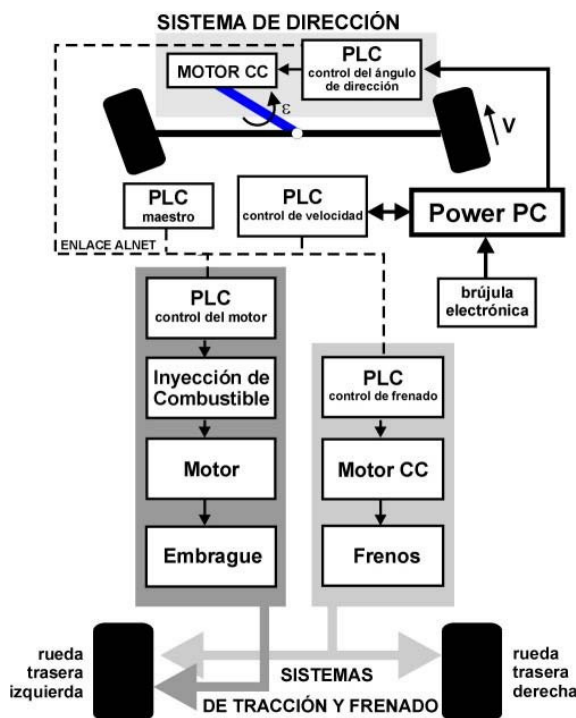 SISTEMA DE DIRECCIÓN
MOTOR CC
PLC
control del ángulo
de dirección
ε
V
PLC
maestro
PLC
control de velocidad
Power PC
ENLACE ALNET
brújula
electrónica
PLC
control del motor
Inyección de
Combustible
Motor
Embrague
PLC
control de frenado
Motor CC
Frenos
rueda
trasera
izquierda
SISTEMAS
DE TRACCIÓN Y FRENADO
rueda
trasera
derecha